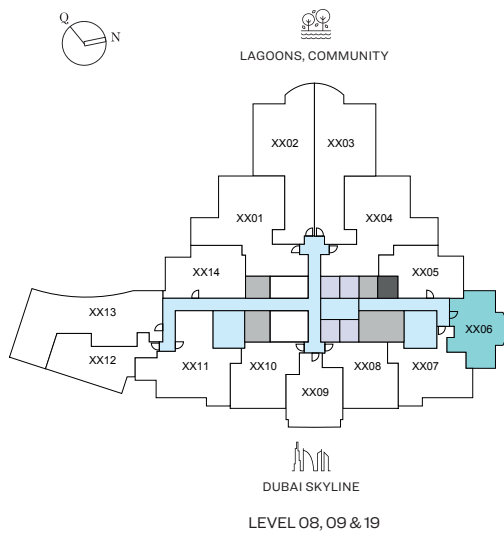 Q
N
LAGOONS, COMMUNITY
XX02 XX03
XX01 XX04
XX14 XX05
XX13
XX06
XX12 XX11 XX10 XX08 XX07
XX09
DUBAI SKYLINE
LEVEL 08, 09 & 19